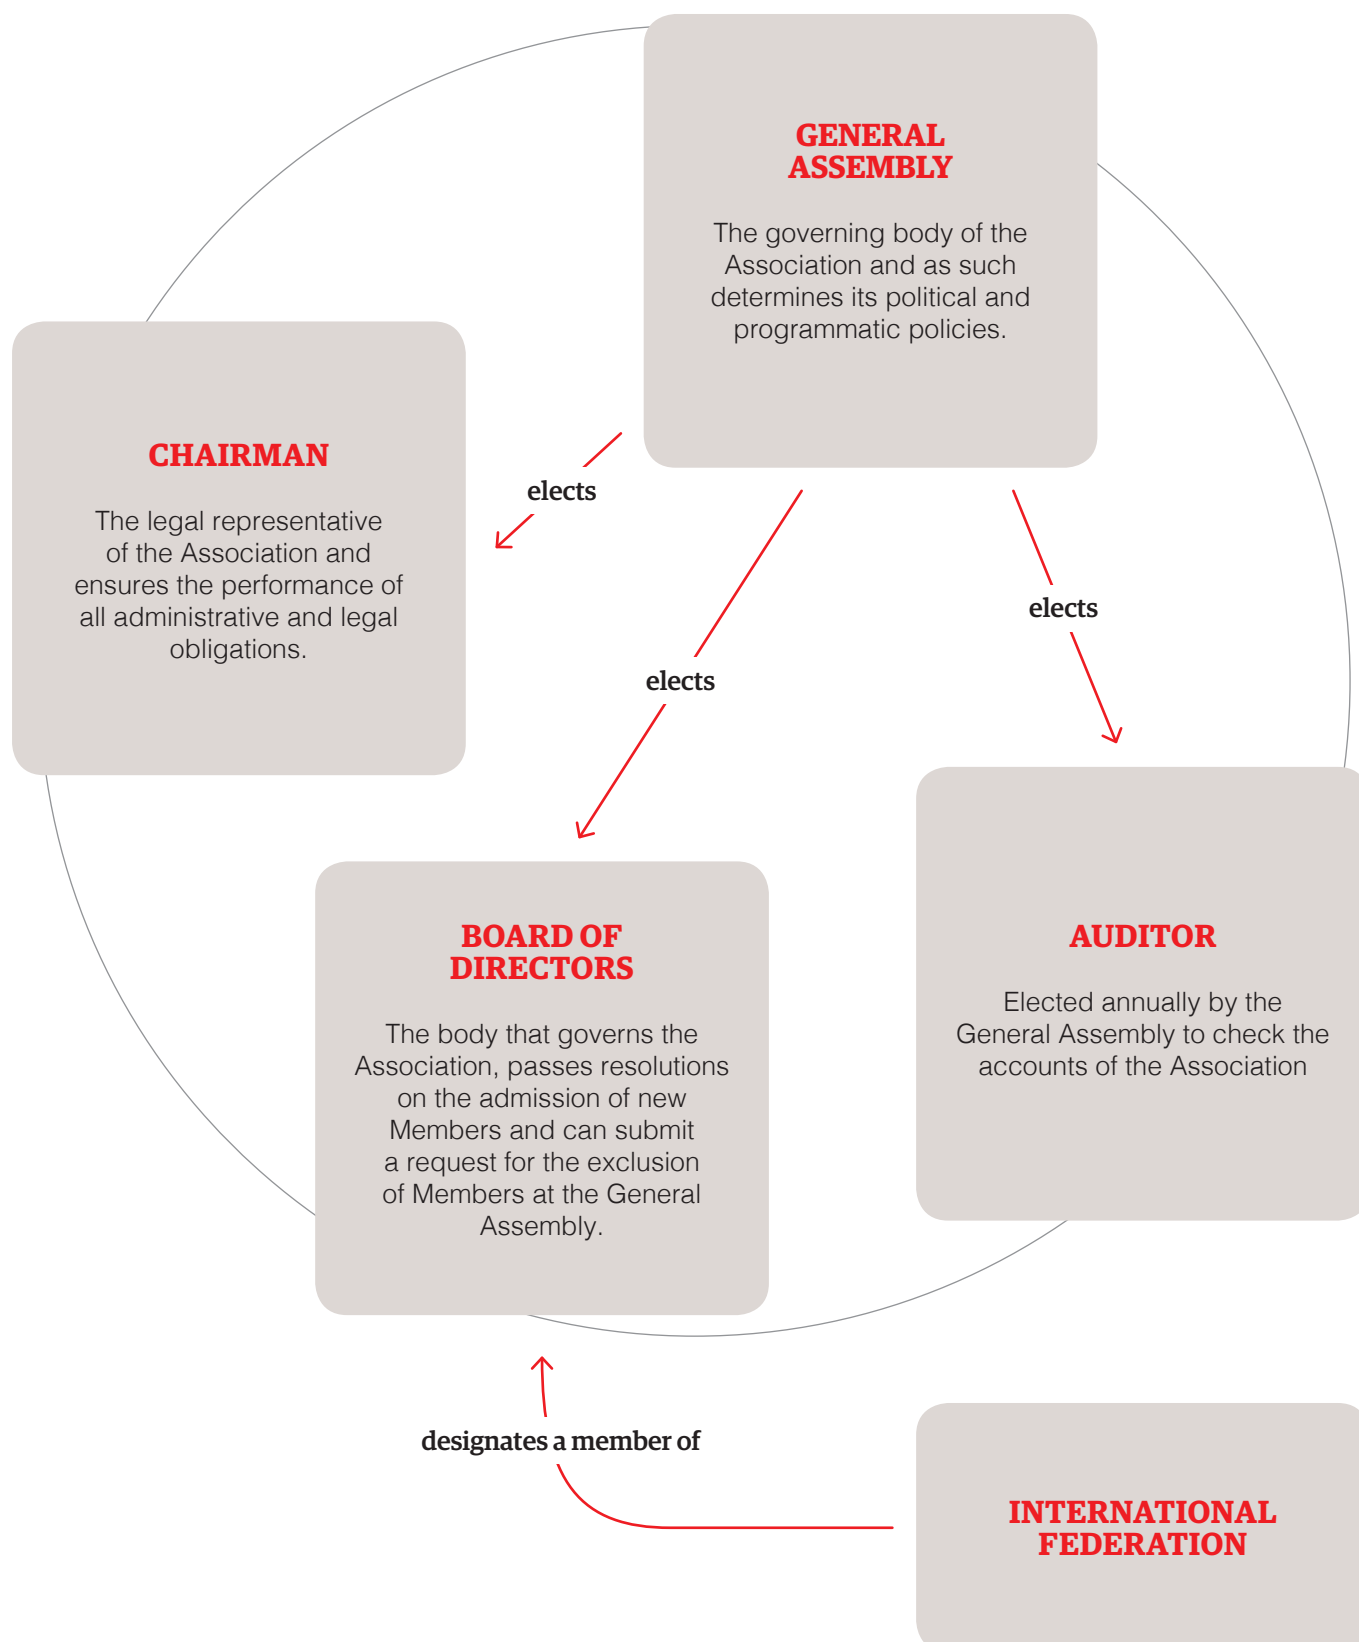 GENERAL
ASSEMBLY
The governing body of the
Association and as such
determines its political and
programmatic policies.
CHAIRMAN
The legal representative
of the Association and
ensures the performance of
all administrative and legal
obligations.
elects
elects
elects
BOARD OF
DIRECTORS
The body that governs the
Association, passes resolutions
on the admission of new
Members and can submit
a request for the exclusion
of Members at the General
Assembly.
AUDITOR
Elected annually by the
General Assembly to check the
accounts of the Association
designates a member of
INTERNATIONAL
FEDERATION